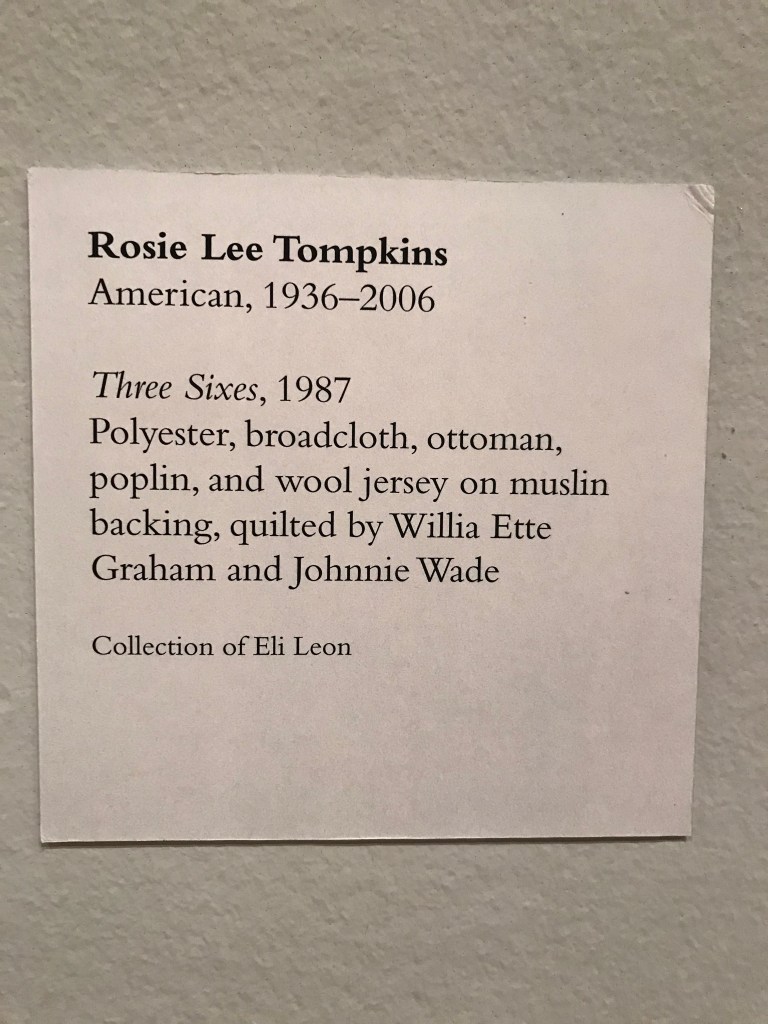 Rosie Lee Tompkins
American, 1936–2006
Three Sixes, 1987
Polyester, broadcloth, ottoman,
poplin, and wool jersey on muslin
backing, quilted by Willia Ette
Graham and Johnnie Wade
Collection of Eli Leon